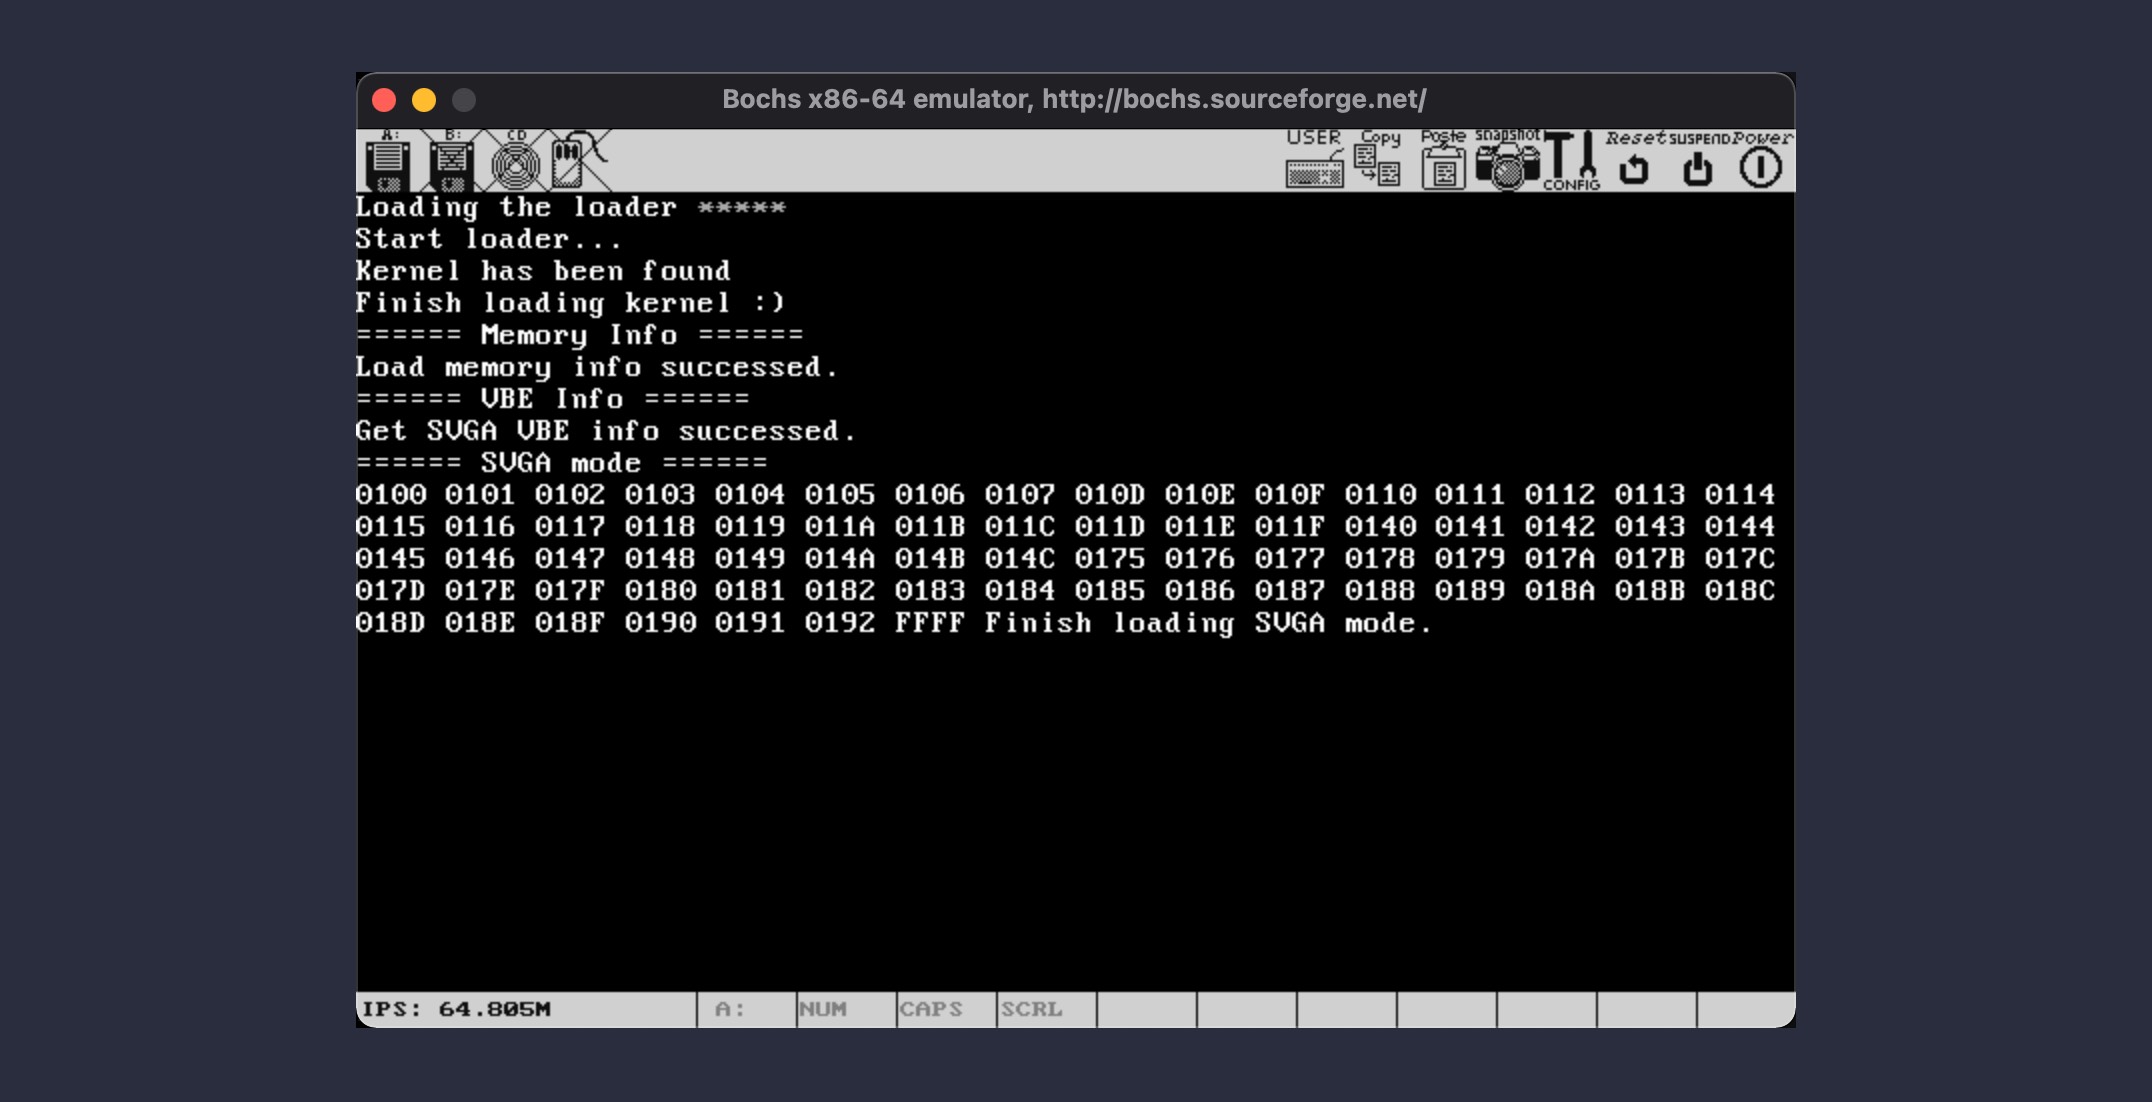 Bochs x86-64 emulator, http://bochs.sourceforge.net/
A: B: CD USER Copy Paste snapshot CONFIG Reset SUSPEND Power
Loading the loader *****
Start loader...
Kernel has been found
Finish loading kernel :)
====== Memory Info ======
Load memory info successed.
====== VBE Info ======
Get SVGA VBE info successed.
====== SVGA mode ======
0100 0101 0102 0103 0104 0105 0106 0107 010D 010E 010F 0110 0111 0112 0113 0114
0115 0116 0117 0118 0119 011A 011B 011C 011D 011E 011F 0140 0141 0142 0143 0144
0145 0146 0147 0148 0149 014A 014B 014C 0175 0176 0177 0178 0179 017A 017B 017C
017D 017E 017F 0180 0181 0182 0183 0184 0185 0186 0187 0188 0189 018A 018B 018C
018D 018E 018F 0190 0191 0192 FFFF Finish loading SVGA mode.
IPS: 64.805M A: NUM CAPS SCRL